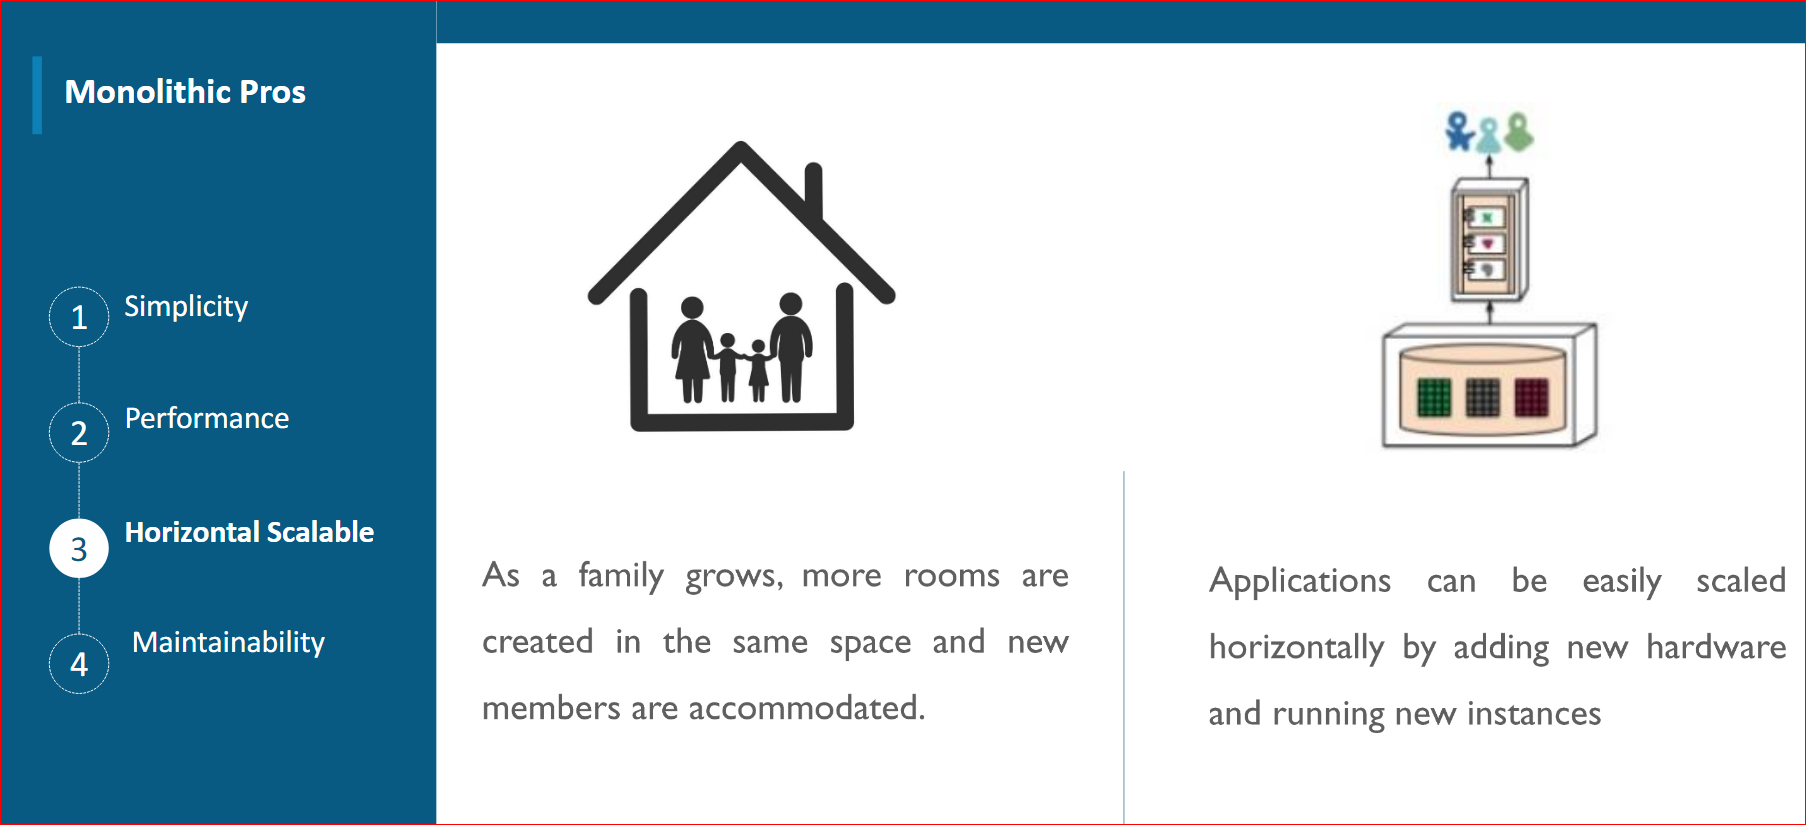 Monolithic Pros
1 Simplicity
2 Performance
3 Horizontal Scalable
4 Maintainability
As a family grows, more rooms are
created in the same space and new
members are accommodated.
Applications can be easily scaled
horizontally by adding new hardware
and running new instances